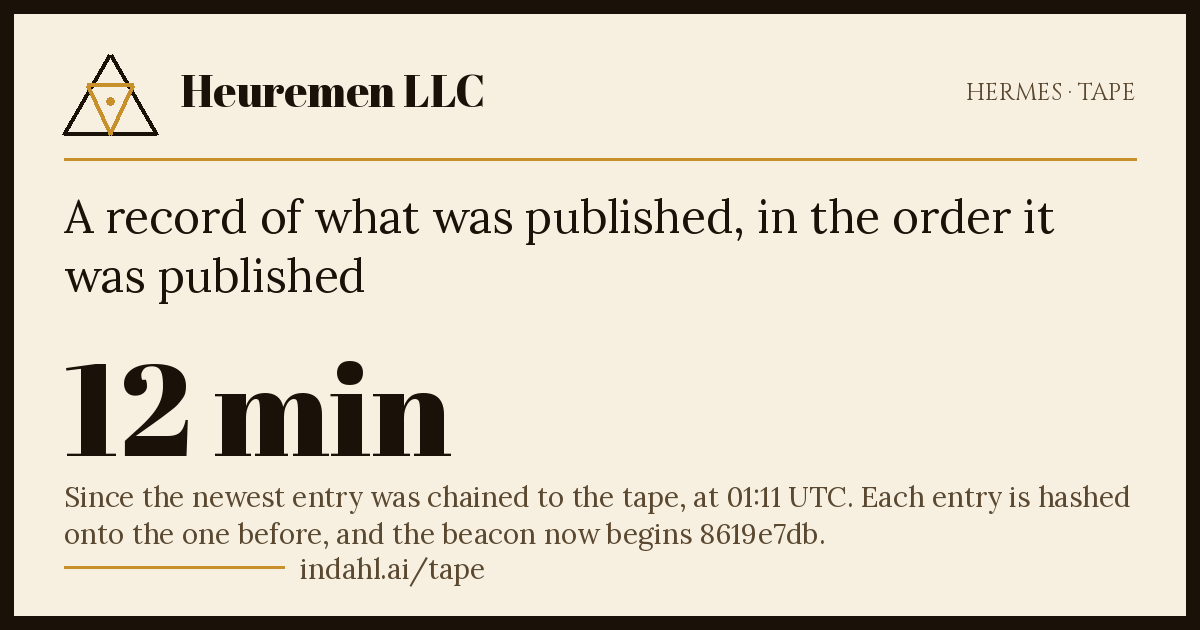 Heuremen LLC
HERMES · TAPE
A record of what was published, in the order it
was published
12 min
Since the newest entry was chained to the tape, at 01:11 UTC. Each entry is hashed
onto the one before, and the beacon now begins 8619e7db.
indahl.ai/tape